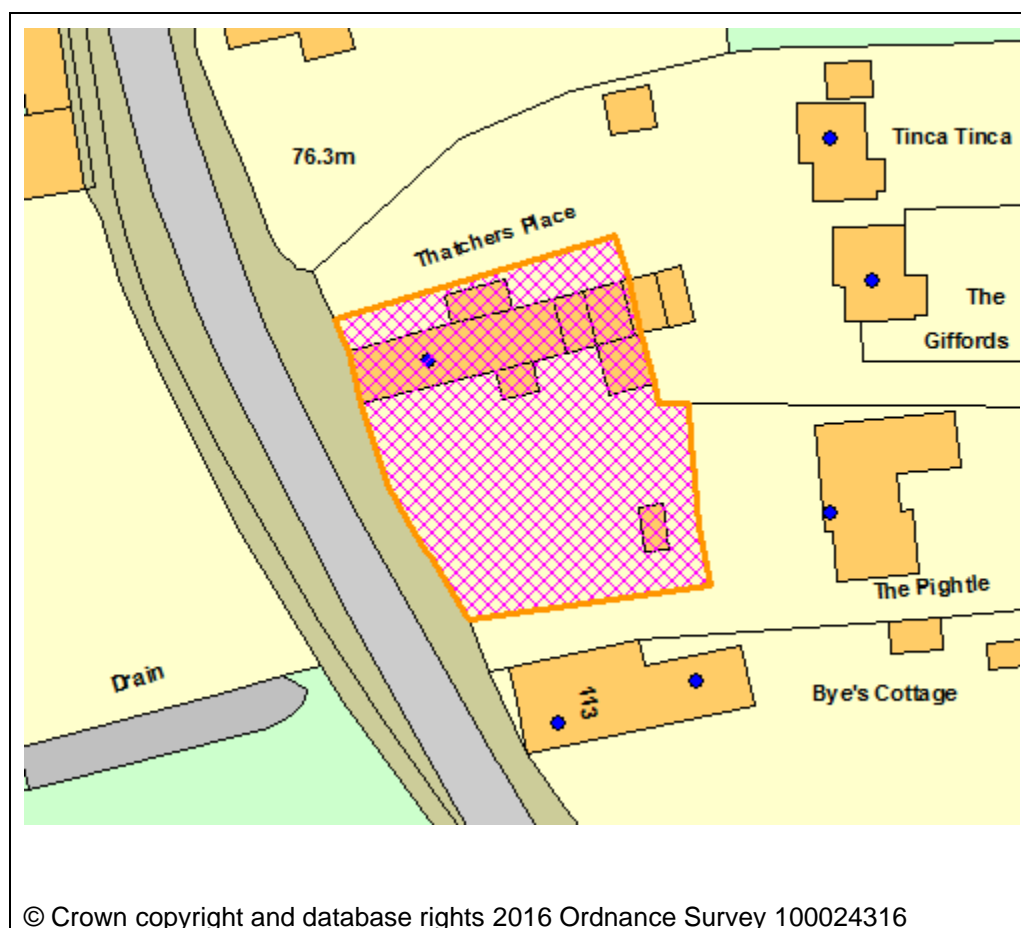 Tinca Tinca
76.3m
Thatchers Place
The
Giffords
The Pightle
Drain
113
Bye's Cottage
© Crown copyright and database rights 2016 Ordnance Survey 100024316